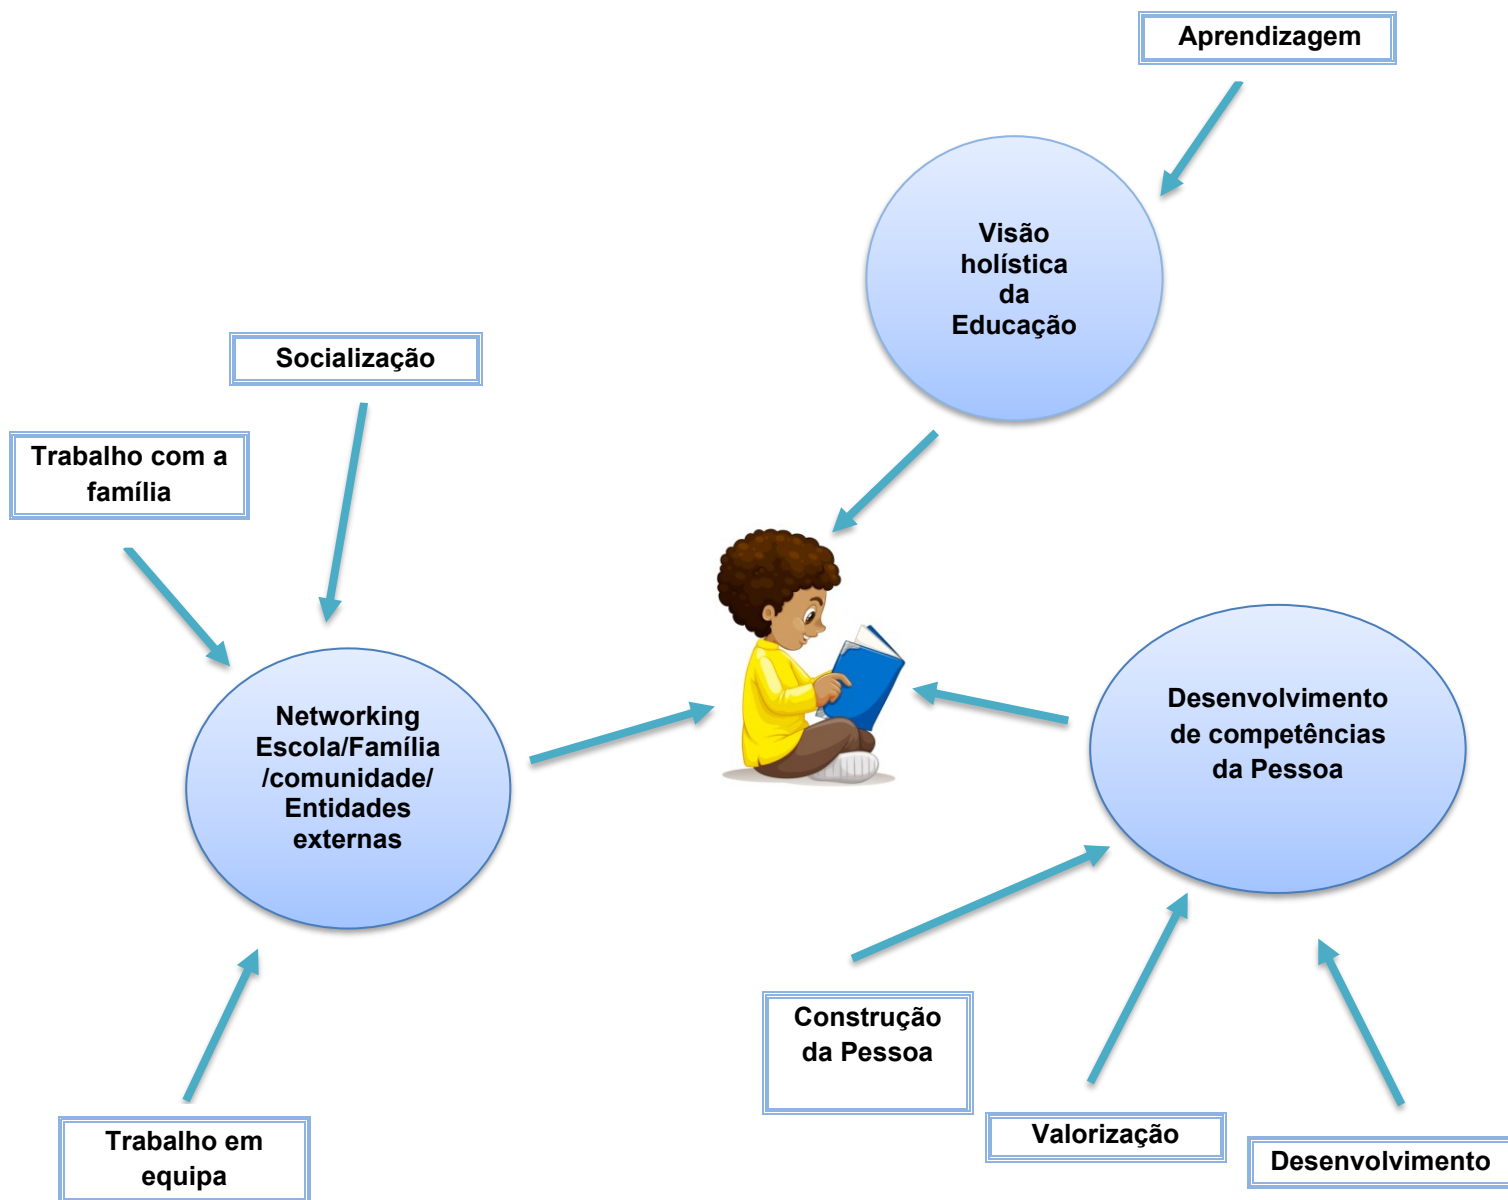 Aprendizagem
Visão
holística
da
Educação
Socialização
Trabalho com a
família
Networking
Escola/Família
/comunidade/
Entidades
externas
Desenvolvimento
de competências
da Pessoa
Construção
da Pessoa
Valorização
Desenvolvimento
Trabalho em
equipa